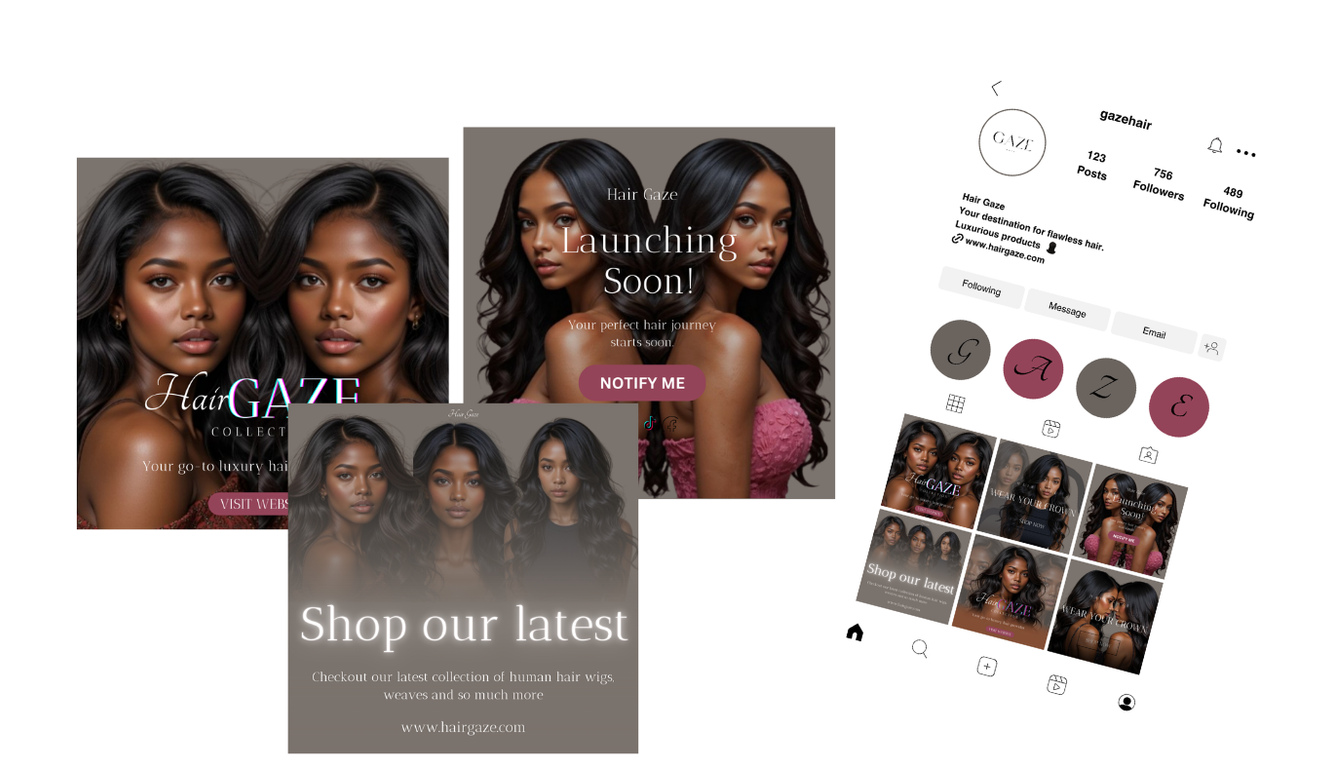 Hair GAZE
COLLECT
Your go-to luxury hai
VISIT WEBS
Hair Gaze
Launching
Soon!
Your perfect hair journey
starts soon.
NOTIFY ME
Hair Gaze
Shop our latest
Checkout our latest collection of human hair wigs,
weaves and so much more
www.hairgaze.com
gazehair
GAZE
123
Posts
756
Followers
489
Following
Hair Gaze
Your destination for flawless hair.
Luxurious products
www.hairgaze.com
Following
Message
Email
G
A
Z
E
Hair GAZE
WEAR YOUR CROWN
SHOP NOW
Launching
Soon!
NOTIFY ME
Shop our latest
Hair GAZE
WEAR YOUR CROWN